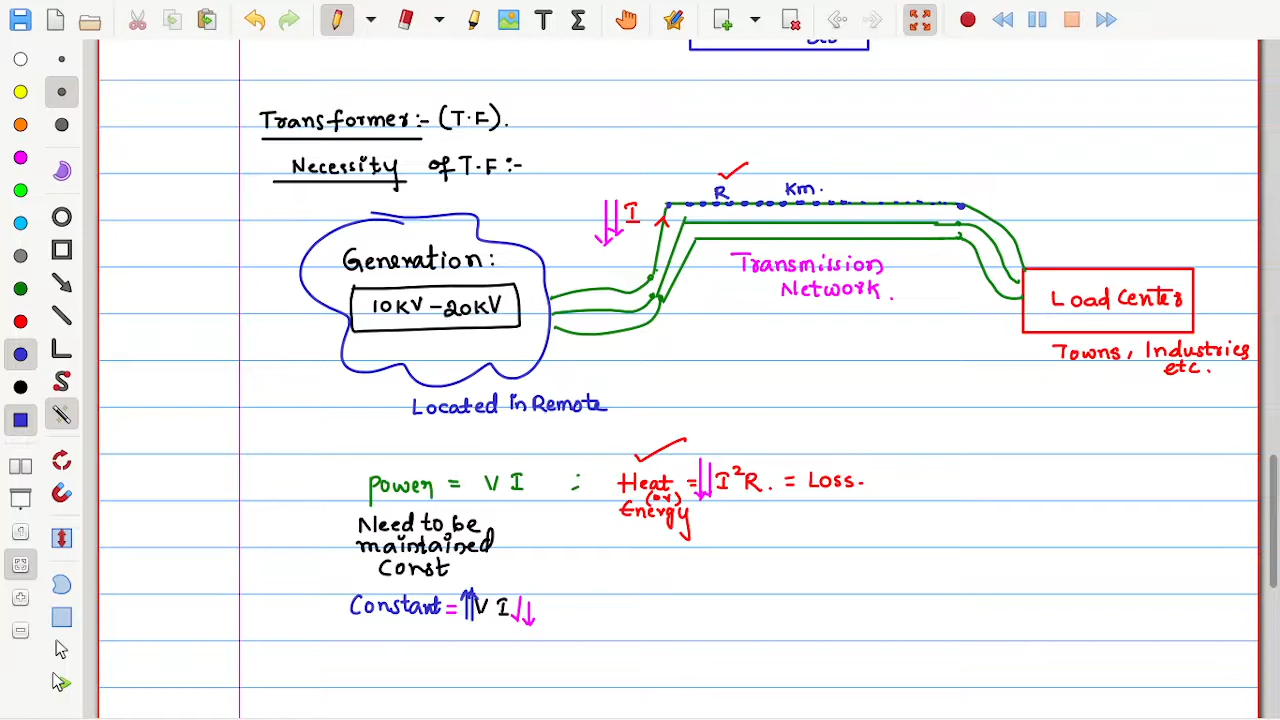 Transformer:- (T.F).
Necessity of T.F :-
R Km.
I
Generation:
10KV - 20KV
Transmission
Network.
Load Center
Towns, Industries
etc.
Located in Remote
Power = V I ; Heat = I²R. = Loss.
(or)
Energy
Need to be
maintained
Const
Constant = V I